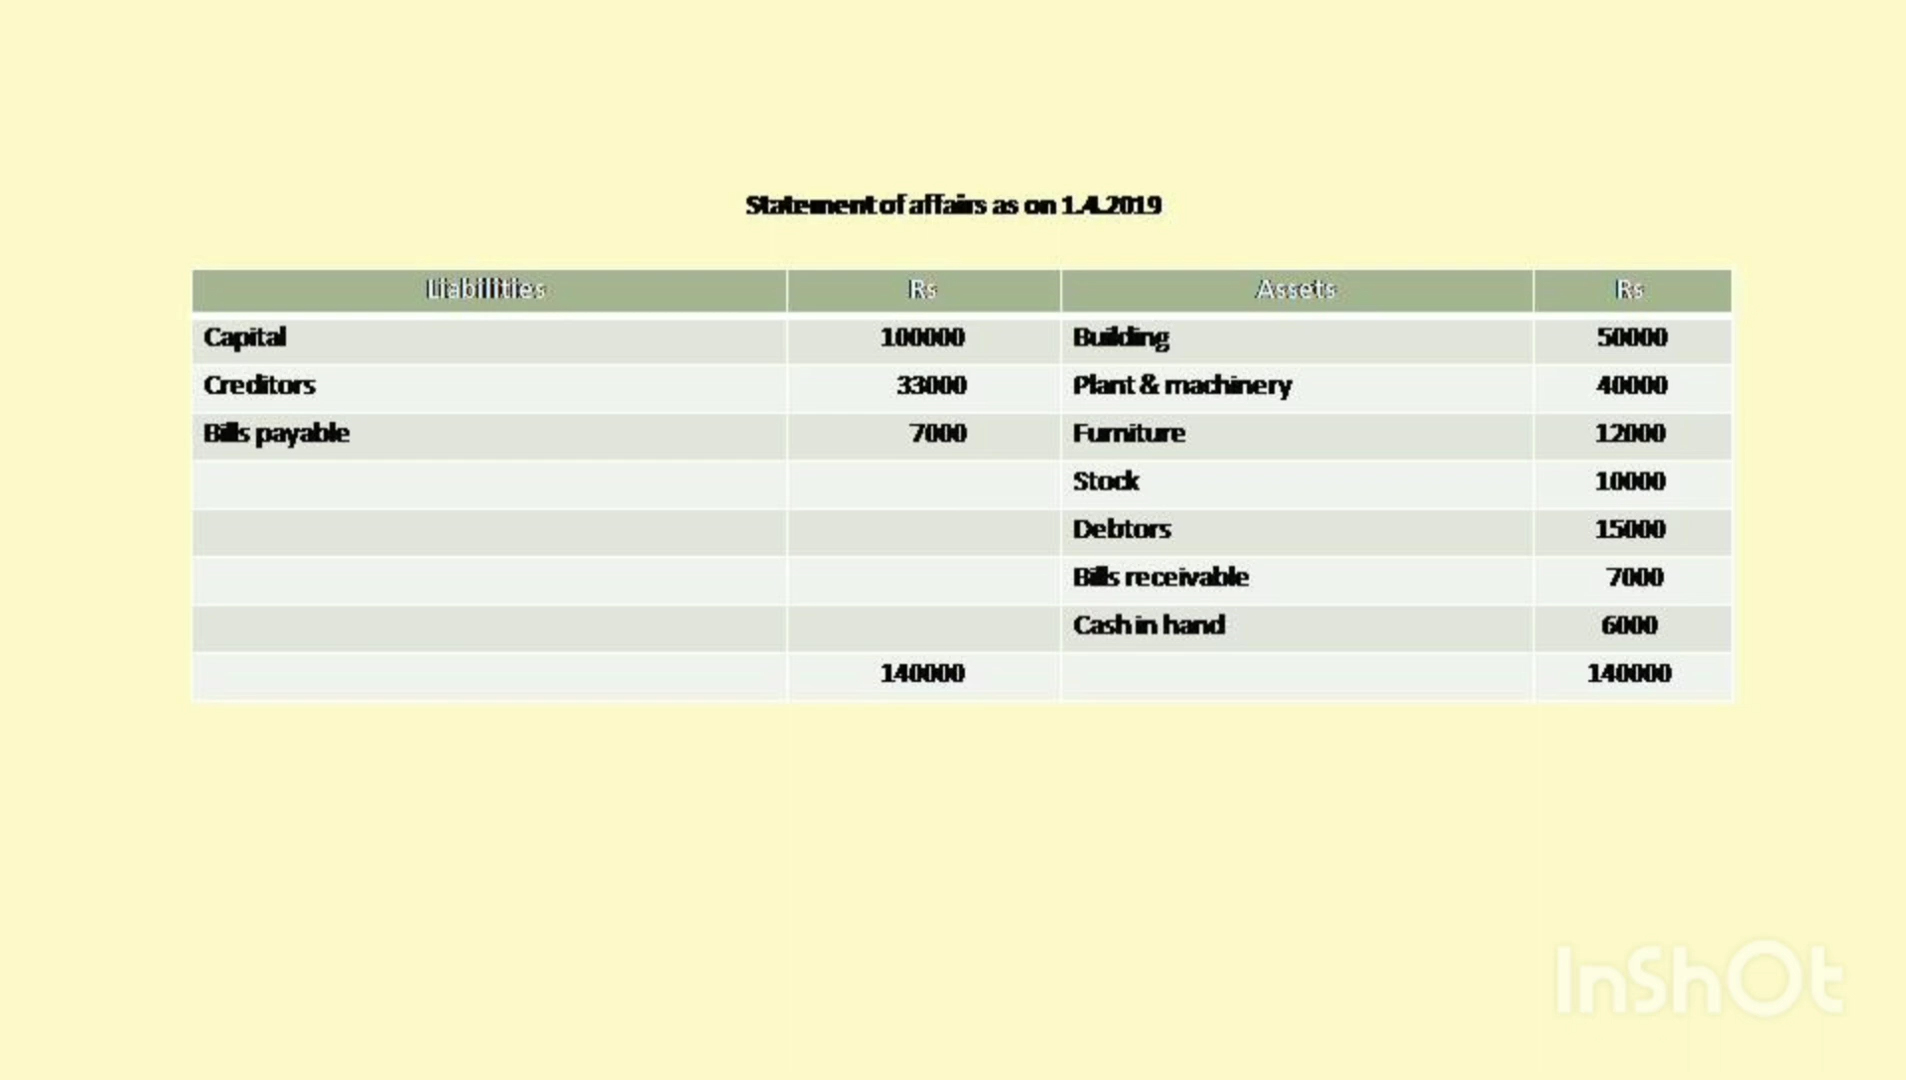 Statement of affairs as on 1.4.2019
Liabilities Rs Assets Rs
Capital 100000 Building 50000
Creditors 33000 Plant & machinery 40000
Bills payable 7000 Furniture 12000
Stock 10000
Debtors 15000
Bills receivable 7000
Cash in hand 6000
140000 140000
InShOt